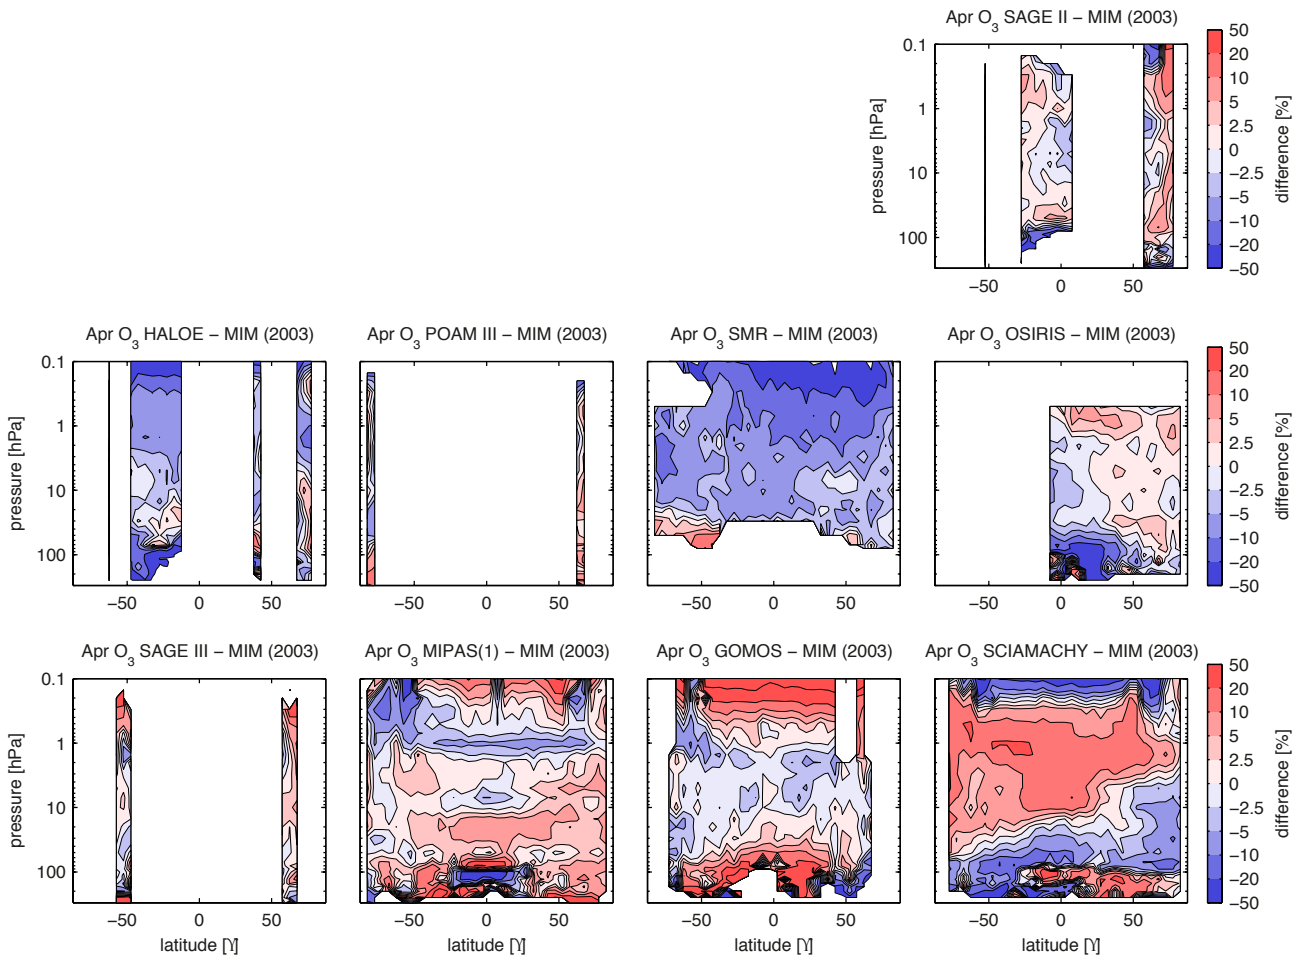 Apr O3 SAGE II – MIM (2003)
0.1
1
10
100
pressure [hPa]
−50 0 50
50
20
10
5
2.5
0
−2.5
−5
−10
−20
−50
difference [%]
Apr O3 HALOE – MIM (2003)
Apr O3 POAM III – MIM (2003)
Apr O3 SMR – MIM (2003)
Apr O3 OSIRIS – MIM (2003)
0.1
1
10
100
pressure [hPa]
−50 0 50
−50 0 50
−50 0 50
−50 0 50
50
20
10
5
2.5
0
−2.5
−5
−10
−20
−50
difference [%]
Apr O3 SAGE III – MIM (2003)
Apr O3 MIPAS(1) – MIM (2003)
Apr O3 GOMOS – MIM (2003)
Apr O3 SCIAMACHY – MIM (2003)
0.1
1
10
100
pressure [hPa]
−50 0 50
−50 0 50
−50 0 50
−50 0 50
latitude [Y]
latitude [Y]
latitude [Y]
latitude [Y]
50
20
10
5
2.5
0
−2.5
−5
−10
−20
−50
difference [%]